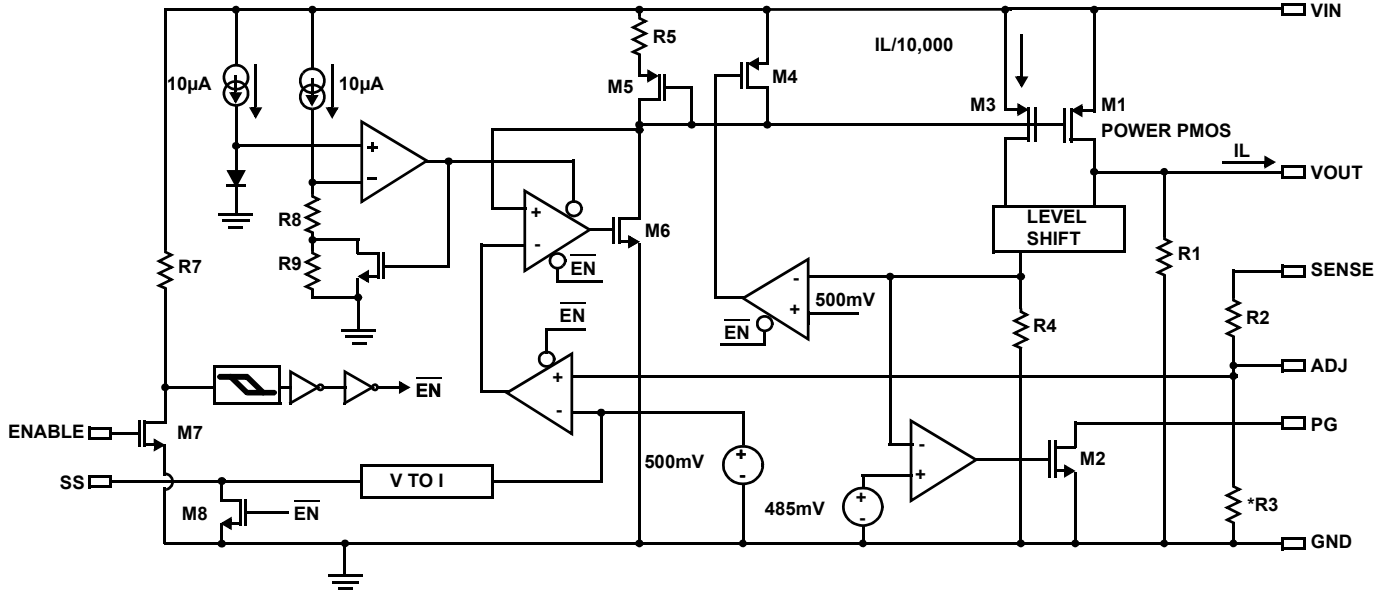 VIN
IL/10,000
R5
M4
10µA
10µA
M5
M3
M1
POWER PMOS
IL
VOUT
+
-
R8
+
-
M6
LEVEL
SHIFT
R9
EN
R7
R1
SENSE
-
+
500mV
EN
EN
R4
R2
+
-
ADJ
EN
PG
ENABLE
M7
500mV
+
-
-
+
M2
SS
V TO I
485mV
+
-
*R3
M8
EN
GND